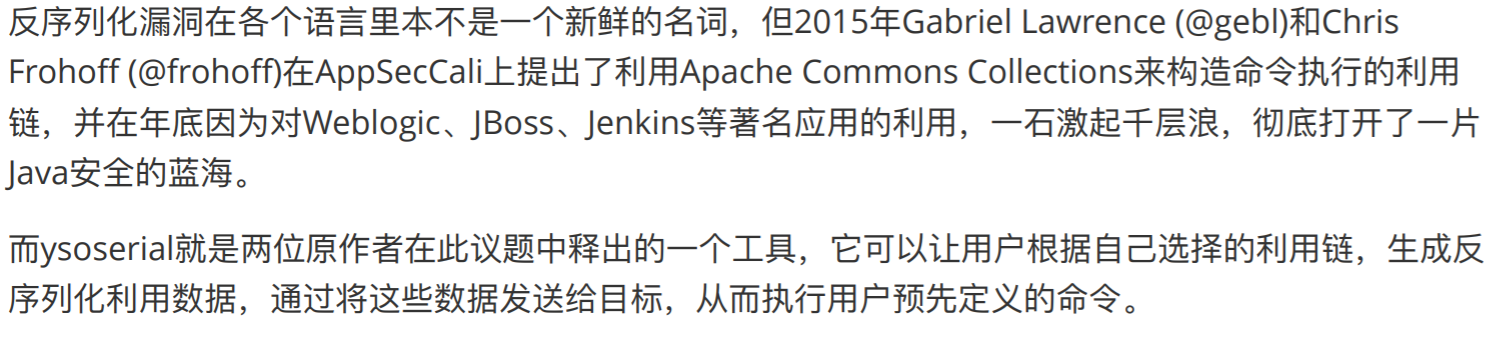 反序列化漏洞在各个语言里本不是一个新鲜的名词，但2015年Gabriel Lawrence (@gebl)和Chris
Frohoff (@frohoff)在AppSecCali上提出了利用Apache Commons Collections来构造命令执行的利用
链，并在年底因为对Weblogic、JBoss、Jenkins等著名应用的利用，一石激起千层浪，彻底打开了一片
Java安全的蓝海。
而ysoserial就是两位原作者在此议题中释出的一个工具，它可以让用户根据自己选择的利用链，生成反
序列化利用数据，通过将这些数据发送给目标，从而执行用户预先定义的命令。